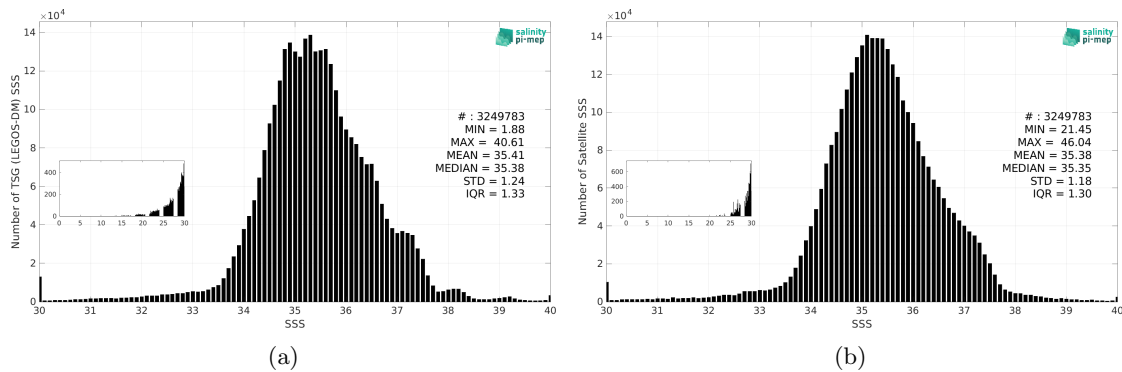 ×10⁴
14
12
10
8
6
4
2
0
Number of TSG (LEGOS-DM) SSS
salinity
pi-mep
# : 3249783
MIN = 1.88
MAX = 40.61
MEAN = 35.41
MEDIAN = 35.38
STD = 1.24
IQR = 1.33
400
200
0
0 5 10 15 20 25 30
30 31 32 33 34 35 36 37 38 39 40
SSS
(a)
×10⁴
14
12
10
8
6
4
2
0
Number of Satellite SSS
salinity
pi-mep
# : 3249783
MIN = 21.45
MAX = 46.04
MEAN = 35.38
MEDIAN = 35.35
STD = 1.18
IQR = 1.30
600
400
200
0
0 5 10 15 20 25 30
30 31 32 33 34 35 36 37 38 39 40
SSS
(b)